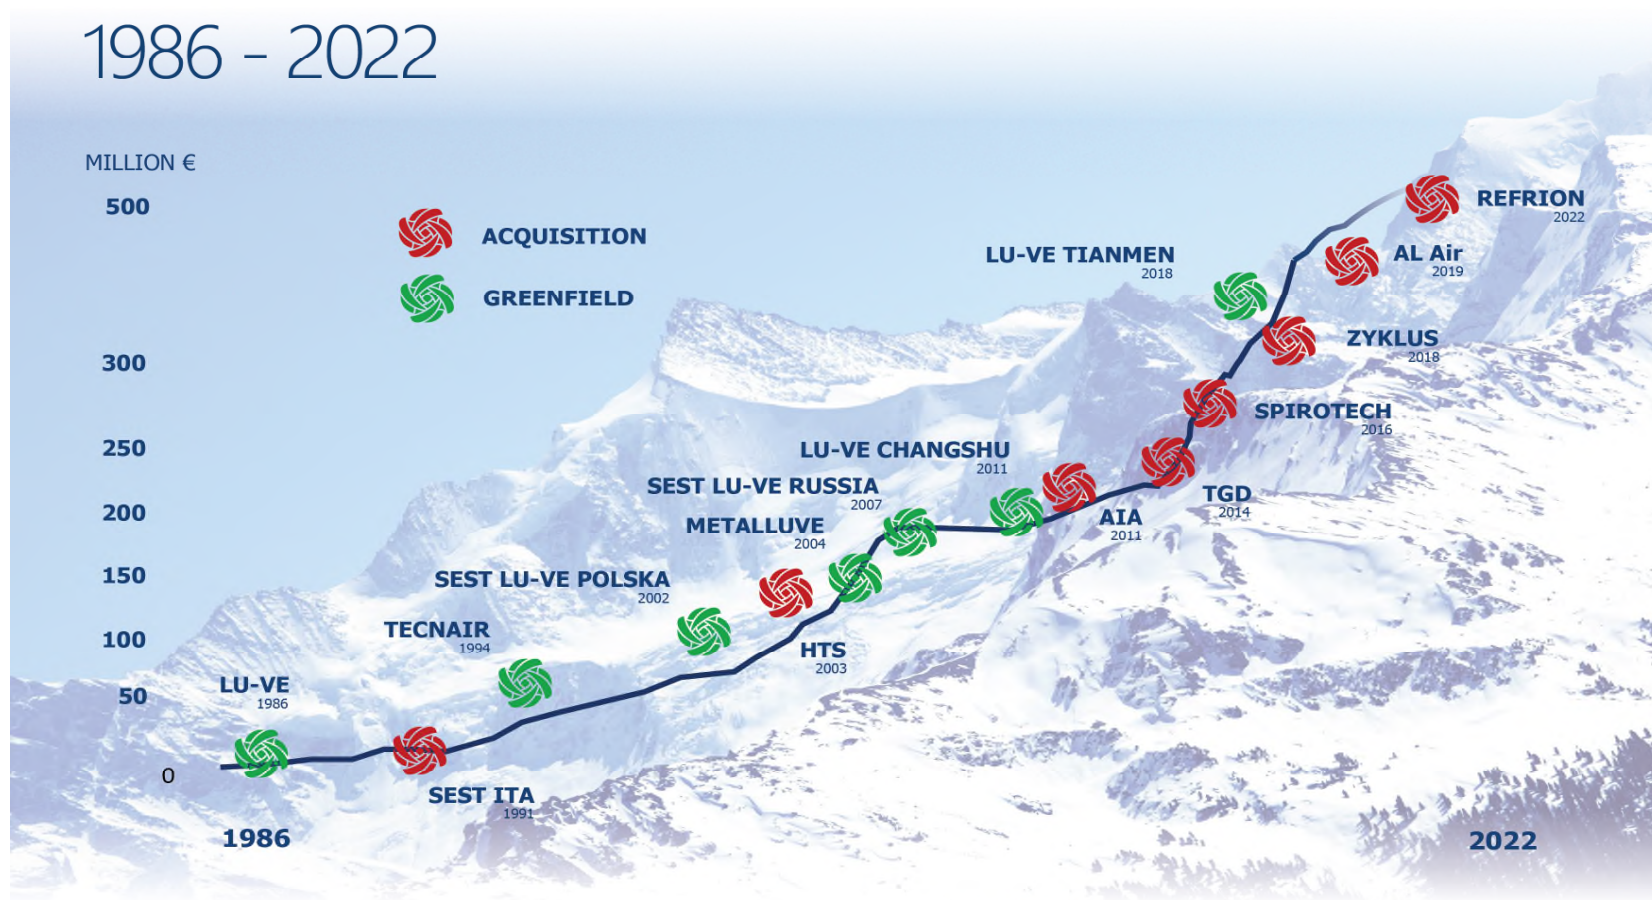 1986 - 2022
MILLION €
500
300
250
200
150
100
50
0
ACQUISITION
GREENFIELD
LU-VE
1986
SEST ITA
1991
TECNAIR
1994
SEST LU-VE POLSKA
2002
HTS
2003
METALLUVE
2004
SEST LU-VE RUSSIA
2007
LU-VE CHANGSHU
2011
AIA
2011
TGD
2014
SPIROTECH
2016
LU-VE TIANMEN
2018
ZYKLUS
2018
AL Air
2019
REFRION
2022
1986
2022